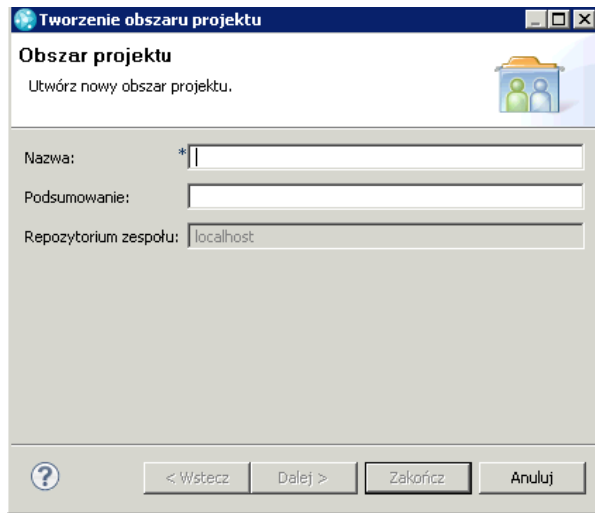 Tworzenie obszaru projektu
Obszar projektu
Utwórz nowy obszar projektu.
Nazwa: *
Podsumowanie:
Repozytorium zespołu: localhost
? < Wstecz Dalej > Zakończ Anuluj